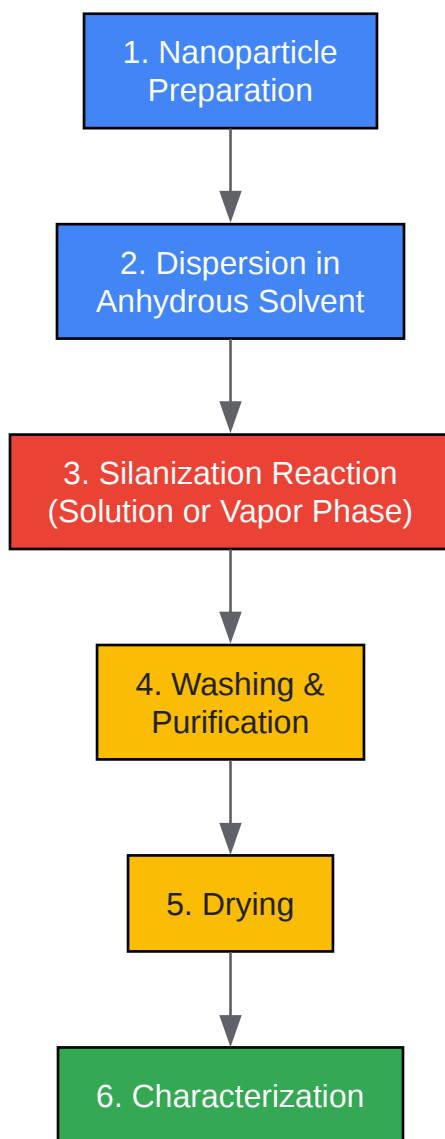 1. Nanoparticle
Preparation
2. Dispersion in
Anhydrous Solvent
3. Silanization Reaction
(Solution or Vapor Phase)
4. Washing &
Purification
5. Drying
6. Characterization